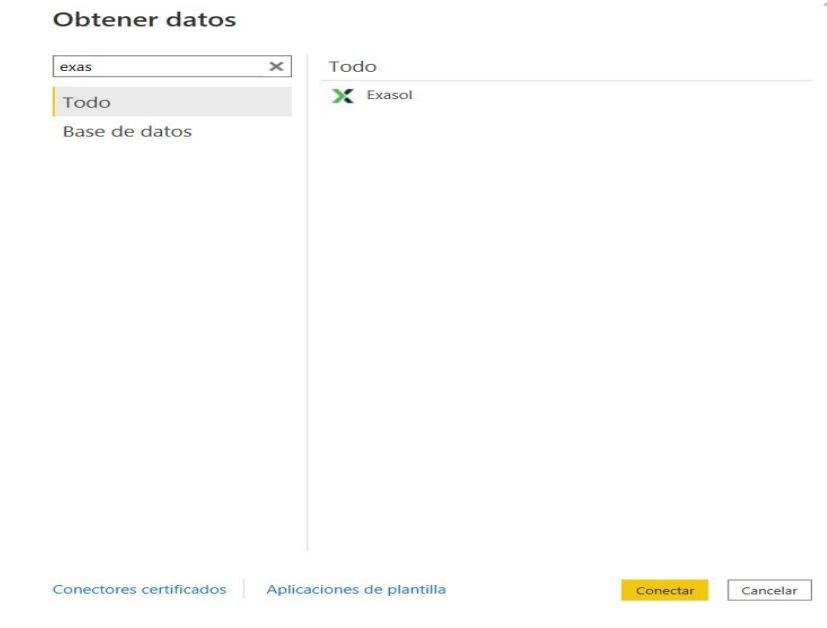 Obtener datos
exas
Todo
Base de datos
Todo
Exasol
Conectores certificados
Aplicaciones de plantilla
Conectar
Cancelar